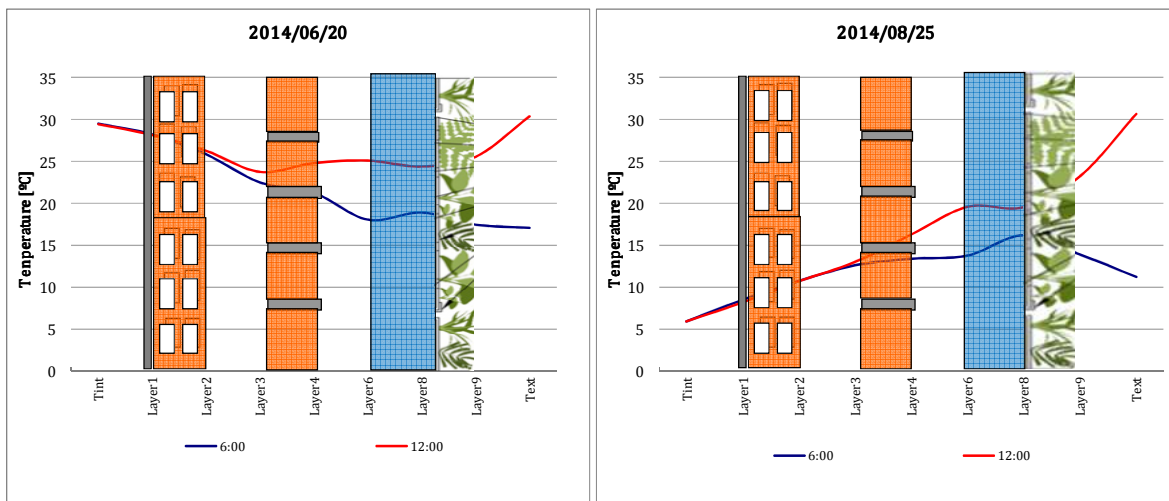 2014/06/20
Tenperature [ºC]
35
30
25
20
15
10
5
0
Tint
Layer1
Layer2
Layer3
Layer4
Layer6
Layer8
Layer9
Text
6:00 12:00
2014/08/25
Tenperature [ºC]
35
30
25
20
15
10
5
0
Tint
Layer1
Layer2
Layer3
Layer4
Layer6
Layer8
Layer9
Text
6:00 12:00